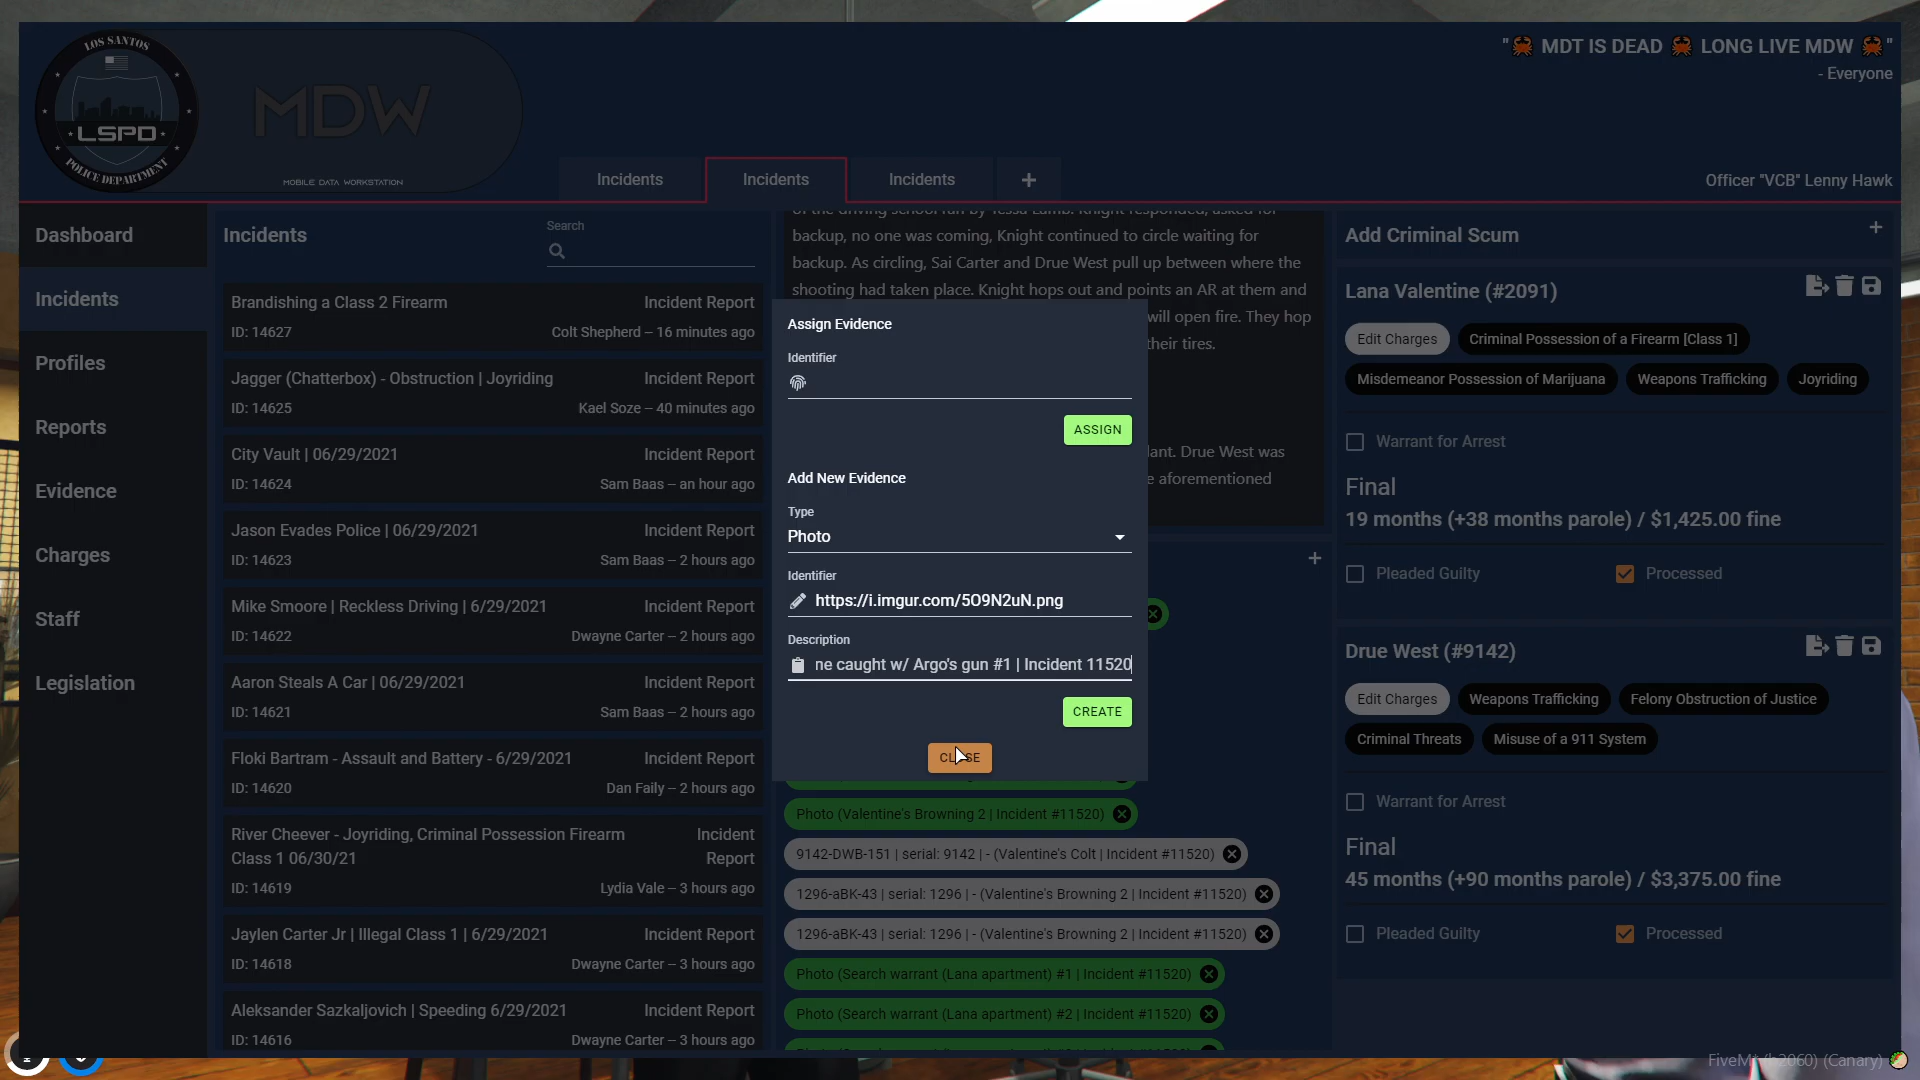 LOS SANTOS
LSPD
POLICE DEPARTMENT
MDW
MOBILE DATA WORKSTATION
"🦀 MDT IS DEAD 🦀 LONG LIVE MDW 🦀"
- Everyone
Incidents
Incidents
Incidents
+
Officer "VCB" Lenny Hawk
Dashboard
Incidents
Profiles
Reports
Evidence
Charges
Staff
Legislation
Incidents
Search
Brandishing a Class 2 Firearm Incident Report
ID: 14627 Colt Shepherd – 16 minutes ago
Jagger (Chatterbox) - Obstruction | Joyriding Incident Report
ID: 14625 Kael Soze – 40 minutes ago
City Vault | 06/29/2021 Incident Report
ID: 14624 Sam Baas – an hour ago
Jason Evades Police | 06/29/2021 Incident Report
ID: 14623 Sam Baas – 2 hours ago
Mike Smoore | Reckless Driving | 6/29/2021 Incident Report
ID: 14622 Dwayne Carter – 2 hours ago
Aaron Steals A Car | 06/29/2021 Incident Report
ID: 14621 Sam Baas – 2 hours ago
Floki Bartram - Assault and Battery - 6/29/2021 Incident Report
ID: 14620 Dan Faily – 2 hours ago
River Cheever - Joyriding, Criminal Possession Firearm Incident
Class 1 06/30/21 Report
ID: 14619 Lydia Vale – 3 hours ago
Jaylen Carter Jr | Illegal Class 1 | 6/29/2021 Incident Report
ID: 14618 Dwayne Carter – 3 hours ago
Aleksander Sazkaljovich | Speeding 6/29/2021 Incident Report
ID: 14616 Dwayne Carter – 3 hours ago
of the driving school ran by Tessa Lamb. Knight responded, asked for
backup, no one was coming, Knight continued to circle waiting for
backup. As circling, Sai Carter and Drue West pull up between where the
shooting had taken place. Knight hops out and points an AR at them and
will open fire. They hop
their tires.
lant. Drue West was
e aforementioned
+
Assign Evidence
Identifier
ASSIGN
Add New Evidence
Type
Photo
Identifier
https://i.imgur.com/5O9N2uN.png
Description
ne caught w/ Argo's gun #1 | Incident 11520
CREATE
Photo (Valentine's Browning 2 | Incident #11520)
9142-DWB-151 | serial: 9142 | - (Valentine's Colt | Incident #11520)
1296-aBK-43 | serial: 1296 | - (Valentine's Browning 2 | Incident #11520)
1296-aBK-43 | serial: 1296 | - (Valentine's Browning 2 | Incident #11520)
Photo (Search warrant (Lana apartment) #1 | Incident #11520)
Photo (Search warrant (Lana apartment) #2 | Incident #11520)
Add Criminal Scum +
Lana Valentine (#2091)
Edit Charges Criminal Possession of a Firearm [Class 1]
Misdemeanor Possession of Marijuana Weapons Trafficking Joyriding
Warrant for Arrest
Final
19 months (+38 months parole) / $1,425.00 fine
Pleaded Guilty Processed
Drue West (#9142)
Edit Charges Weapons Trafficking Felony Obstruction of Justice
Criminal Threats Misuse of a 911 System
Warrant for Arrest
Final
45 months (+90 months parole) / $3,375.00 fine
Pleaded Guilty Processed
FiveM* (b2060) (Canary)